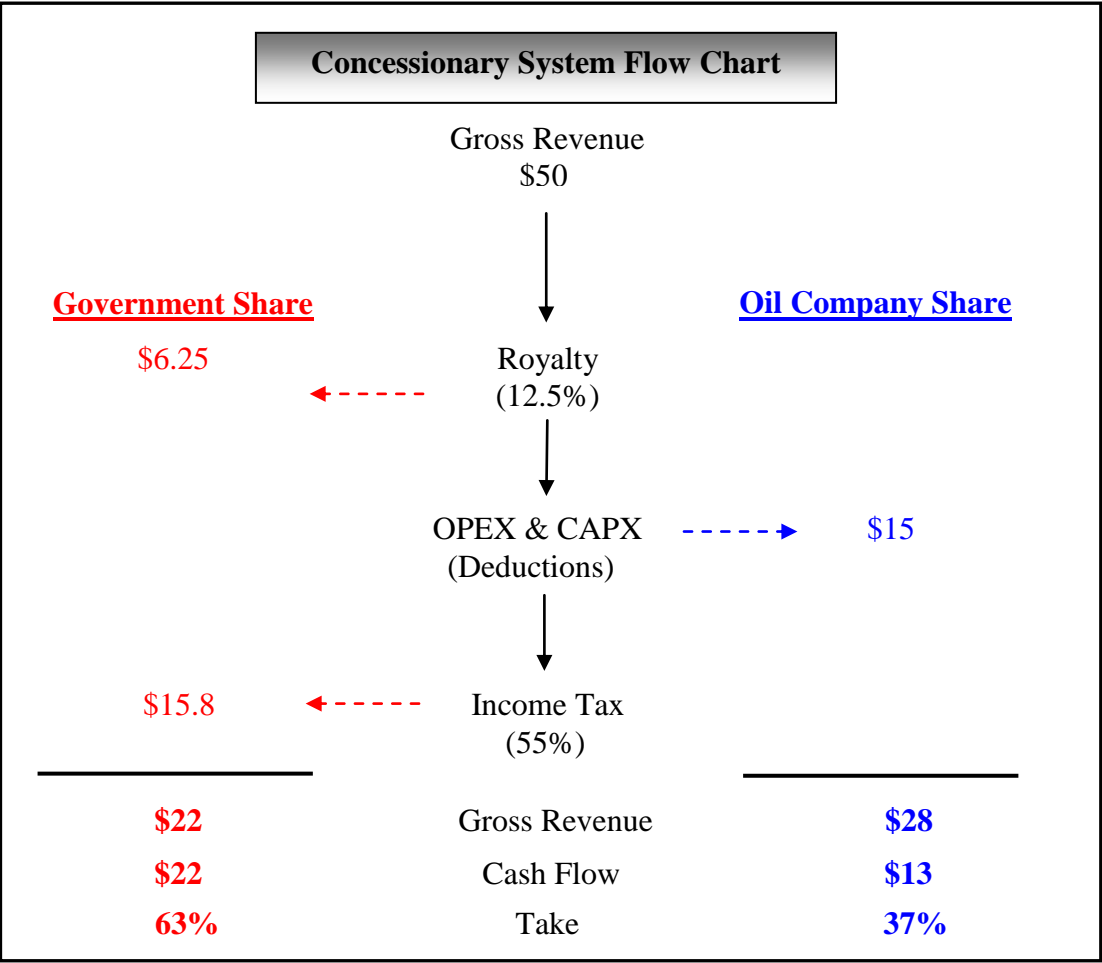 Concessionary System Flow Chart
Gross Revenue
$50
Government Share
Oil Company Share
$6.25
Royalty
(12.5%)
OPEX & CAPX
$15
(Deductions)
$15.8
Income Tax
(55%)
$22
Gross Revenue
$28
$22
Cash Flow
$13
63%
Take
37%